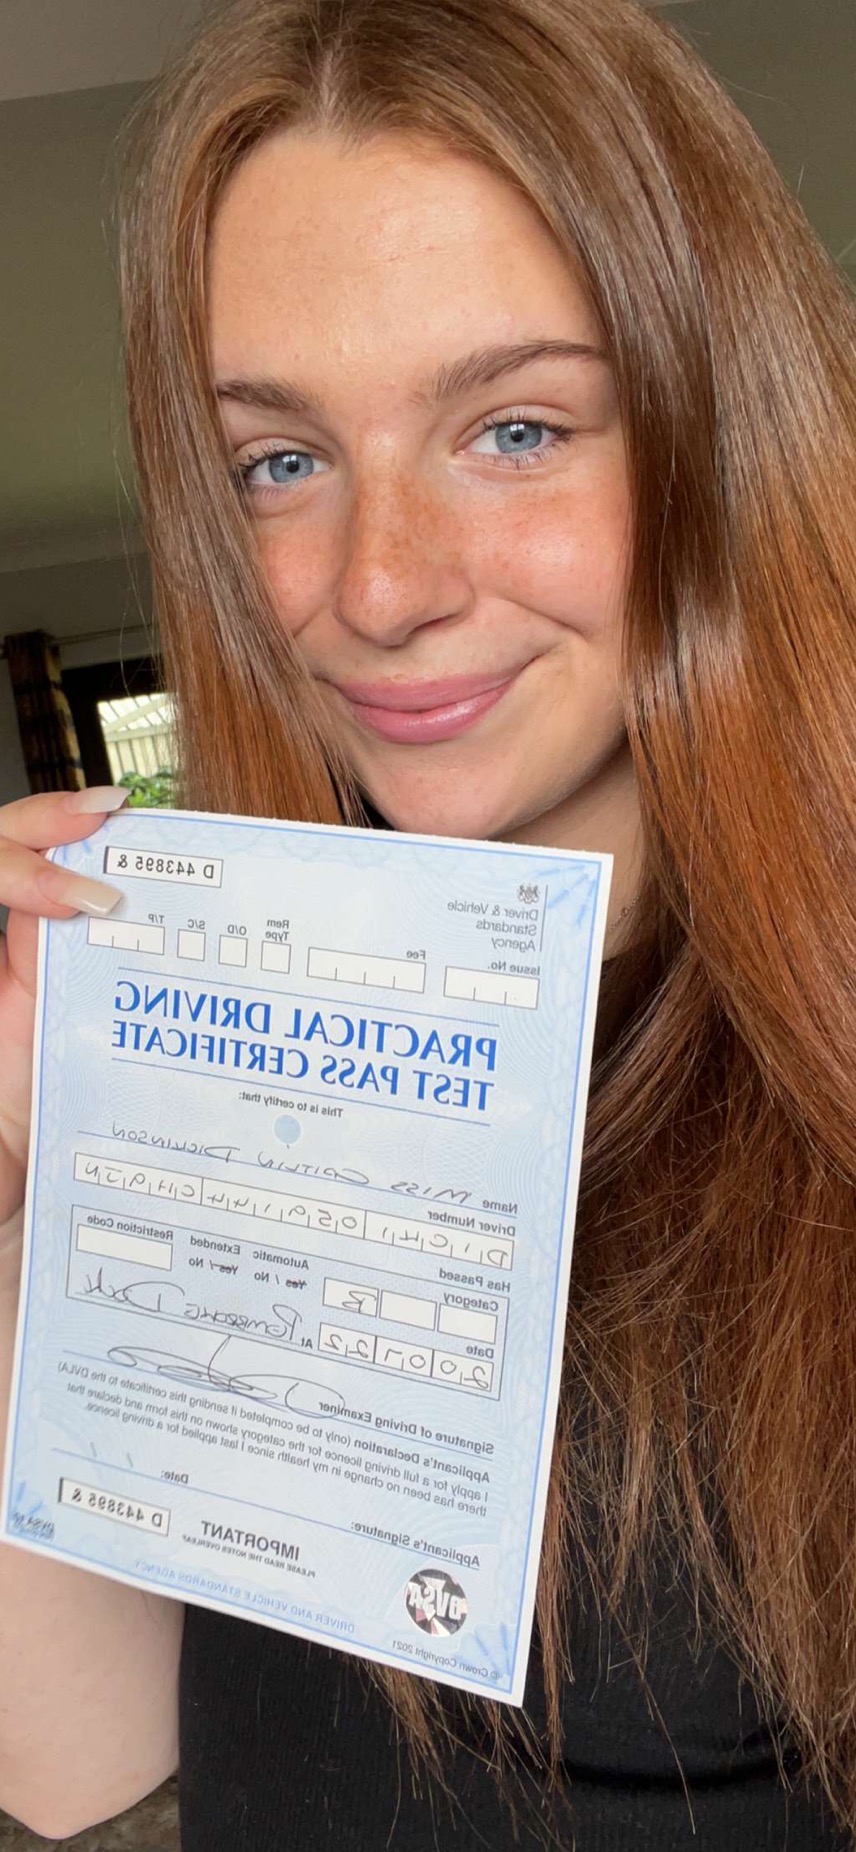 D 443895 &
Driver & Vehicle
Standards
Agency
Issue No. Fee Rem Type O/D S/C T/P
PRACTICAL DRIVING
TEST PASS CERTIFICATE
This is to certify that:
Name MISS CAITLIN DICKINSON
Driver Number
Has Passed
Category B Automatic Yes / No Extended Yes / No Restriction Code
Date 20 07 22 At PEMBROKE DOCK
Signature of Driving Examiner
Applicant's Declaration (only to be completed if sending this certificate to the DVLA)
I apply for a full driving licence for the category shown on this form and declare that
there has been no change in my health since I last applied for a driving licence.
Applicant's Signature: Date: / /
IMPORTANT
PLEASE READ THE NOTES OVERLEAF
D 443895 &
DVSA
DRIVER AND VEHICLE STANDARDS AGENCY
© Crown Copyright 2021